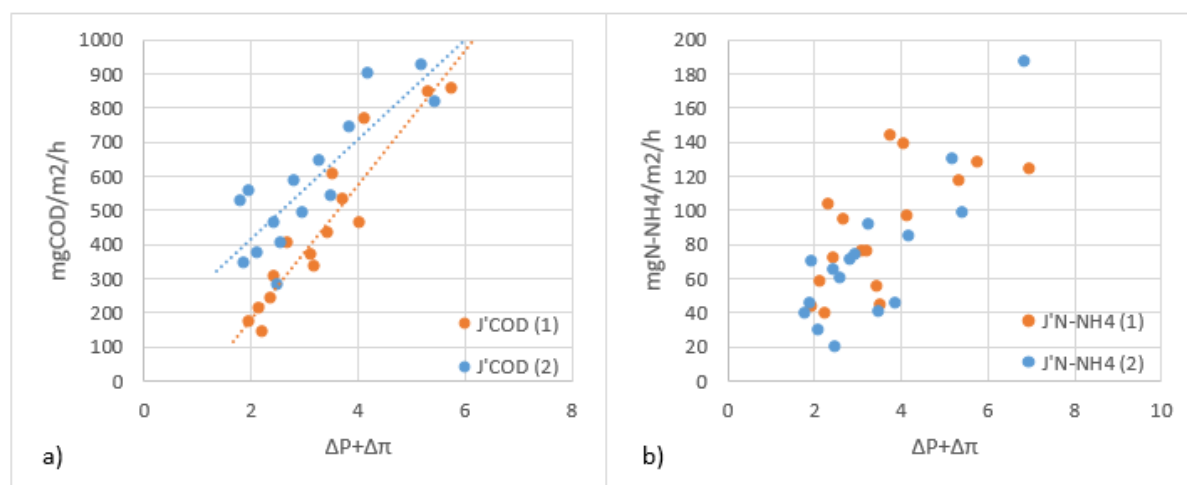 mgCOD/m2/h
1000
900
800
700
600
500
400
300
200
100
0
0 2 4 6 8
ΔP+Δπ
J'COD (1)
J'COD (2)
a)
mgN-NH4/m2/h
200
180
160
140
120
100
80
60
40
20
0
0 2 4 6 8 10
ΔP+Δπ
J'N-NH4 (1)
J'N-NH4 (2)
b)